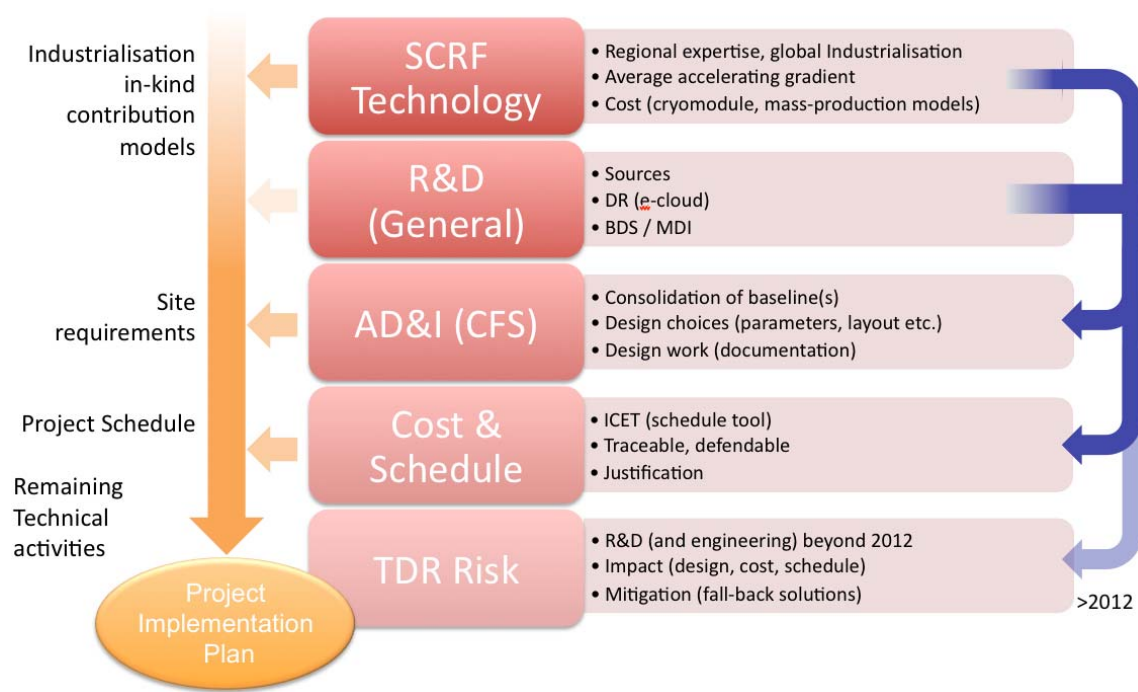 Industrialisation
in-kind
contribution
models
SCRF
Technology
• Regional expertise, global Industrialisation
• Average accelerating gradient
• Cost (cryomodule, mass-production models)
R&D
(General)
• Sources
• DR (e-cloud)
• BDS / MDI
Site
requirements
AD&I (CFS)
• Consolidation of baseline(s)
• Design choices (parameters, layout etc.)
• Design work (documentation)
Project Schedule
Cost &
Schedule
• ICET (schedule tool)
• Traceable, defendable
• Justification
Remaining
Technical
activities
TDR Risk
• R&D (and engineering) beyond 2012
• Impact (design, cost, schedule)
• Mitigation (fall-back solutions)
>2012
Project
Implementation
Plan